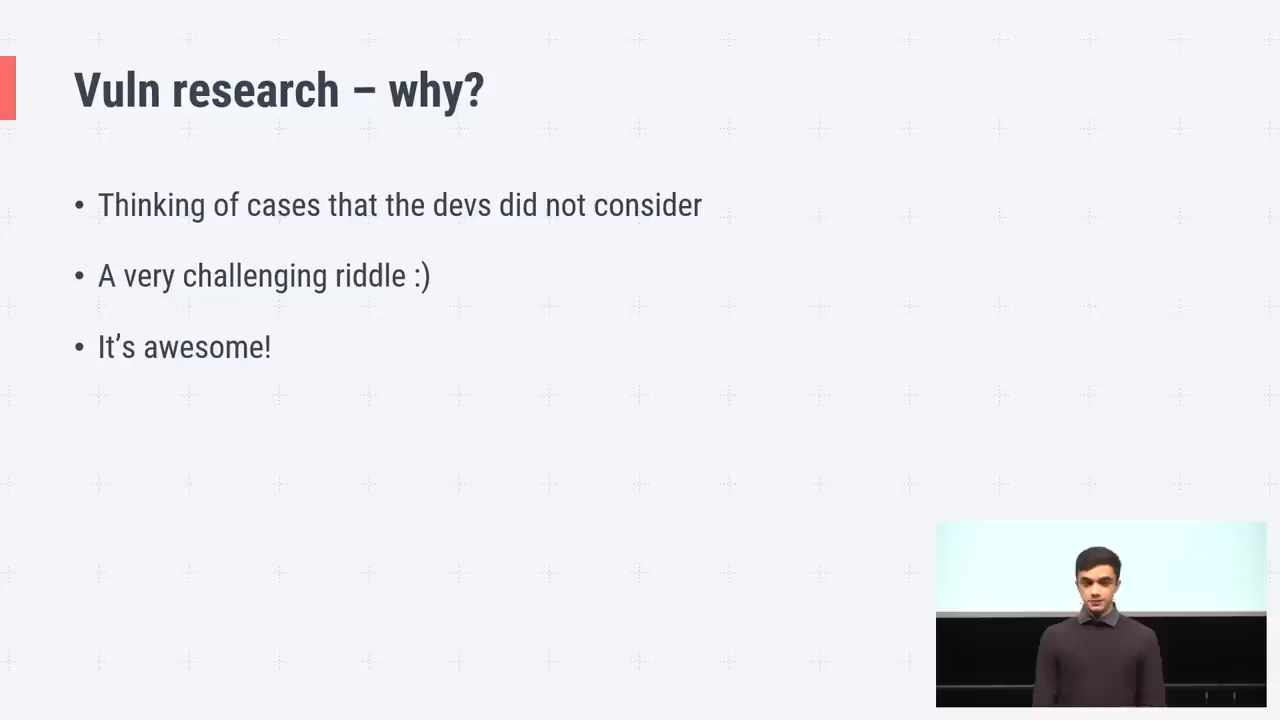 Vuln research – why?
• Thinking of cases that the devs did not consider
• A very challenging riddle :)
• It’s awesome!